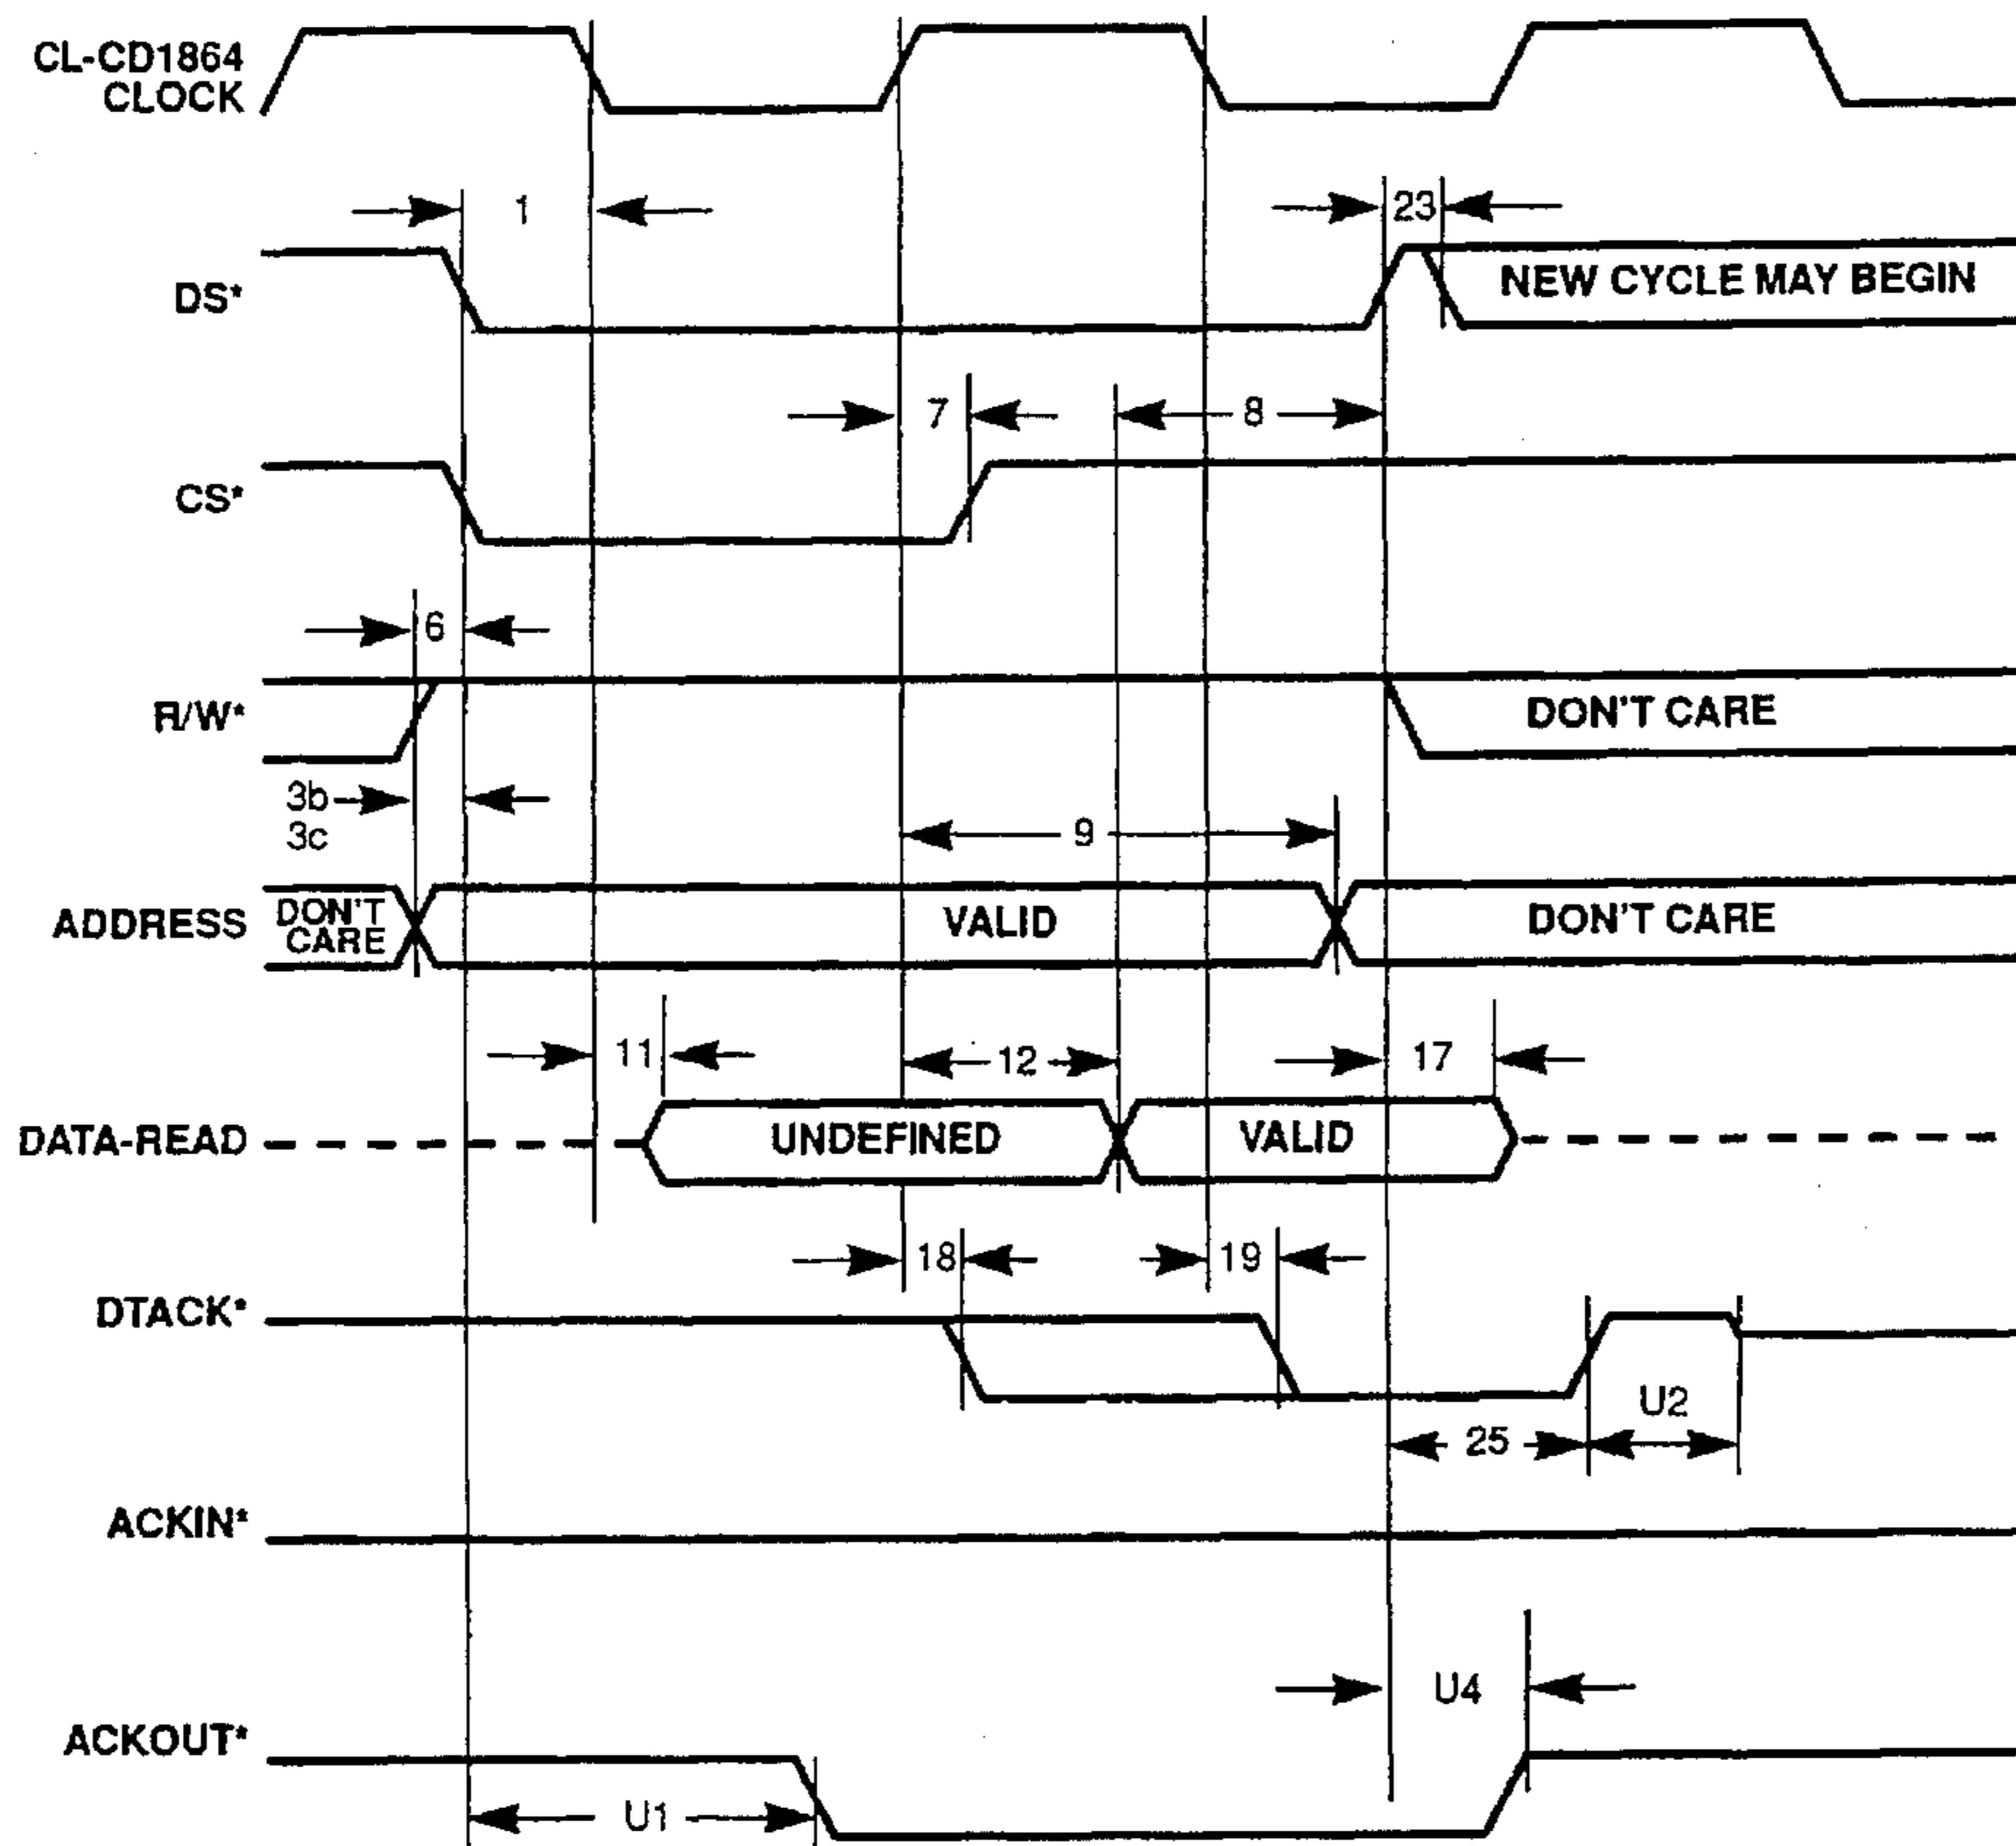 CL-CD1864
CLOCK
1
23
DS*
NEW CYCLE MAY BEGIN
7
8
CS*
6
R/W*
DON'T CARE
3b
3c
9
ADDRESS
DON'T
CARE
VALID
DON'T CARE
11
12
17
DATA-READ
UNDEFINED
VALID
18
19
DTACK*
U2
25
ACKIN*
U4
ACKOUT*
U1